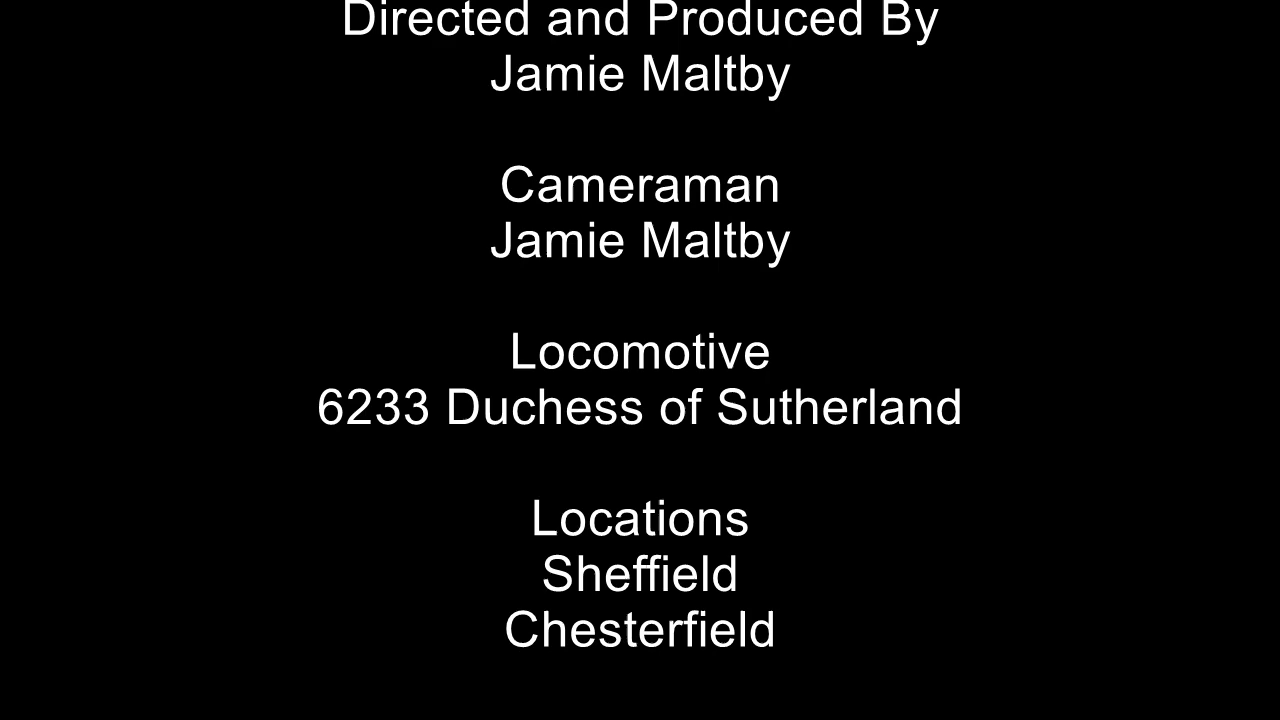 Directed and Produced By
Jamie Maltby
Cameraman
Jamie Maltby
Locomotive
6233 Duchess of Sutherland
Locations
Sheffield
Chesterfield